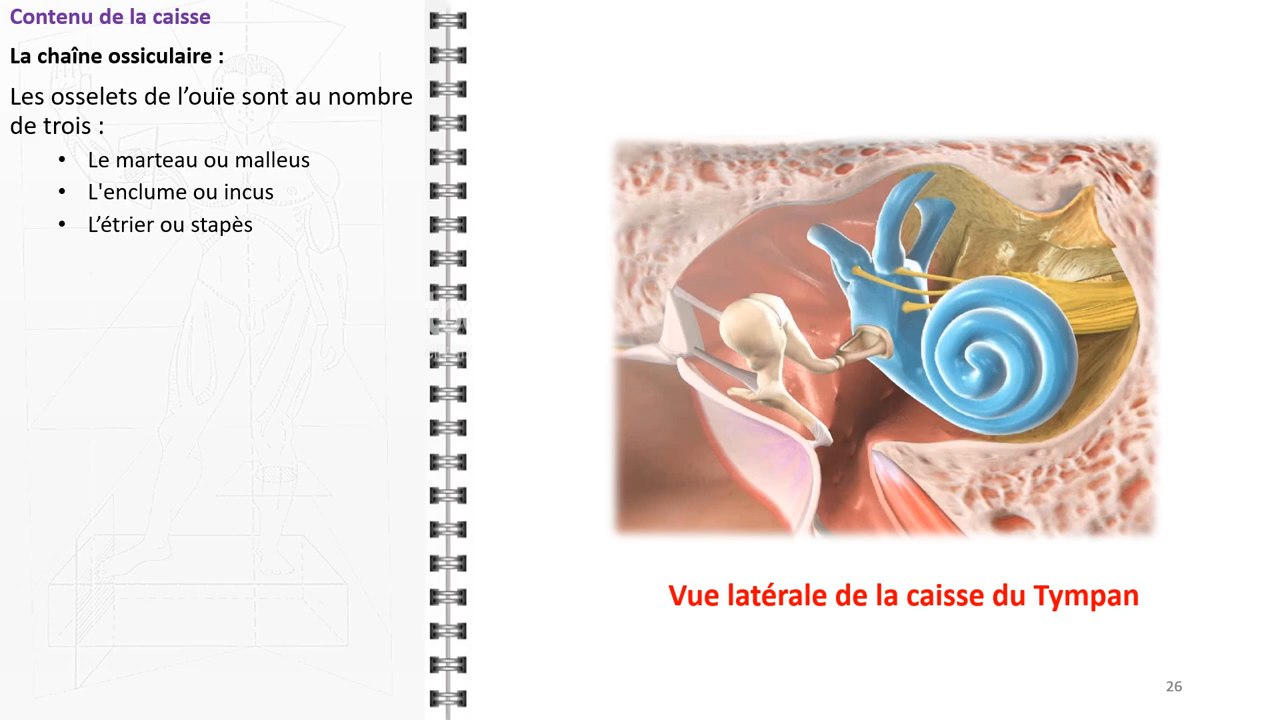 Contenu de la caisse
La chaîne ossiculaire :
Les osselets de l’ouïe sont au nombre
de trois :
• Le marteau ou malleus
• L'enclume ou incus
• L’étrier ou stapès
Vue latérale de la caisse du Tympan
26